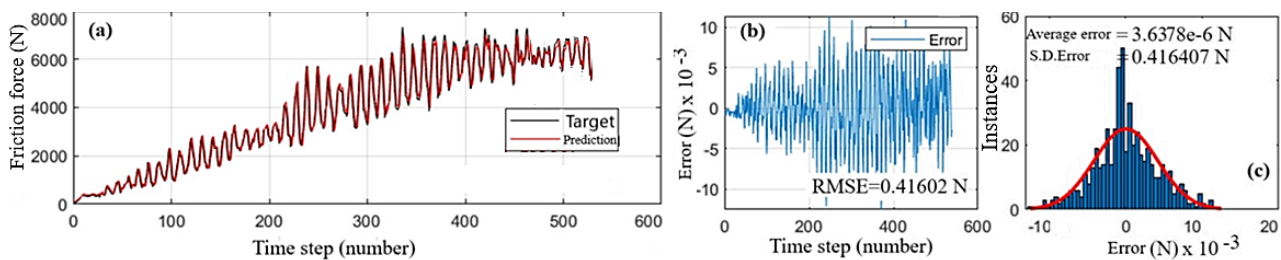 (a)
Friction force (N)
8000
6000
4000
2000
0
Target
Prediction
0 100 200 300 400 500 600
Time step (number)
(b)
Error (N) x 10 -3
10
5
0
-5
-10
Error
RMSE=0.41602 N
0 200 400 600
Time step (number)
Instances
60
40
20
0
Average error = 3.6378e-6 N
S.D.Error = 0.416407 N
(c)
-10 0 10 20
Error (N) x 10 -3